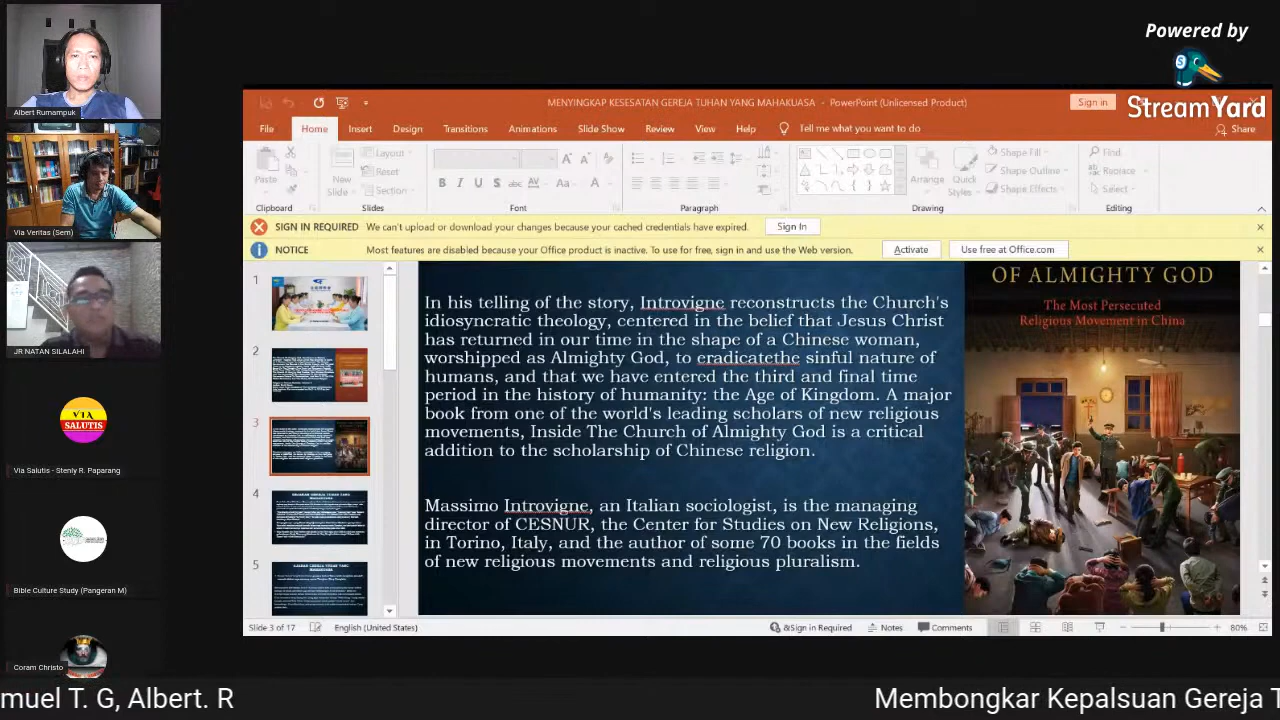 Powered by
StreamYard
Albert Rumampuk
Via Veritas (Sem)
JR NATAN SILALAHI
VIA
SALUTIS
Via Salutis - Stenly R. Paparang
Coram Christo
MENYINGKAP KESESATAN GEREJA TUHAN YANG MAHAKUASA - PowerPoint (Unlicensed Product)
Sign in
File Home Insert Design Transitions Animations Slide Show Review View Help Tell me what you want to do
Share
Paste
New
Slide
Layout
Reset
Section
Arrange
Quick
Styles
Shape Fill
Shape Outline
Shape Effects
Find
Replace
Select
Clipboard Slides Font Paragraph Drawing Editing
SIGN IN REQUIRED We can't upload or download your changes because your cached credentials have expired. Sign In
NOTICE Most features are disabled because your Office product is inactive. To use for free, sign in and use the Web version. Activate Use free at Office.com
1
2
3
4
5
In his telling of the story, Introvigne reconstructs the Church's
idiosyncratic theology, centered in the belief that Jesus Christ
has returned in our time in the shape of a Chinese woman,
worshipped as Almighty God, to eradicate the sinful nature of
humans, and that we have entered the third and final time
period in the history of humanity: the Age of Kingdom. A major
book from one of the world's leading scholars of new religious
movements, Inside The Church of Almighty God is a critical
addition to the scholarship of Chinese religion.
Massimo Introvigne, an Italian sociologist, is the managing
director of CESNUR, the Center for Studies on New Religions,
in Torino, Italy, and the author of some 70 books in the fields
of new religious movements and religious pluralism.
OF ALMIGHTY GOD
The Most Persecuted
Religious Movement in China
Slide 3 of 17 English (United States) &Sign in Required Notes Comments 80%
muel T. G, Albert. R
Membongkar Kepalsuan Gereja T